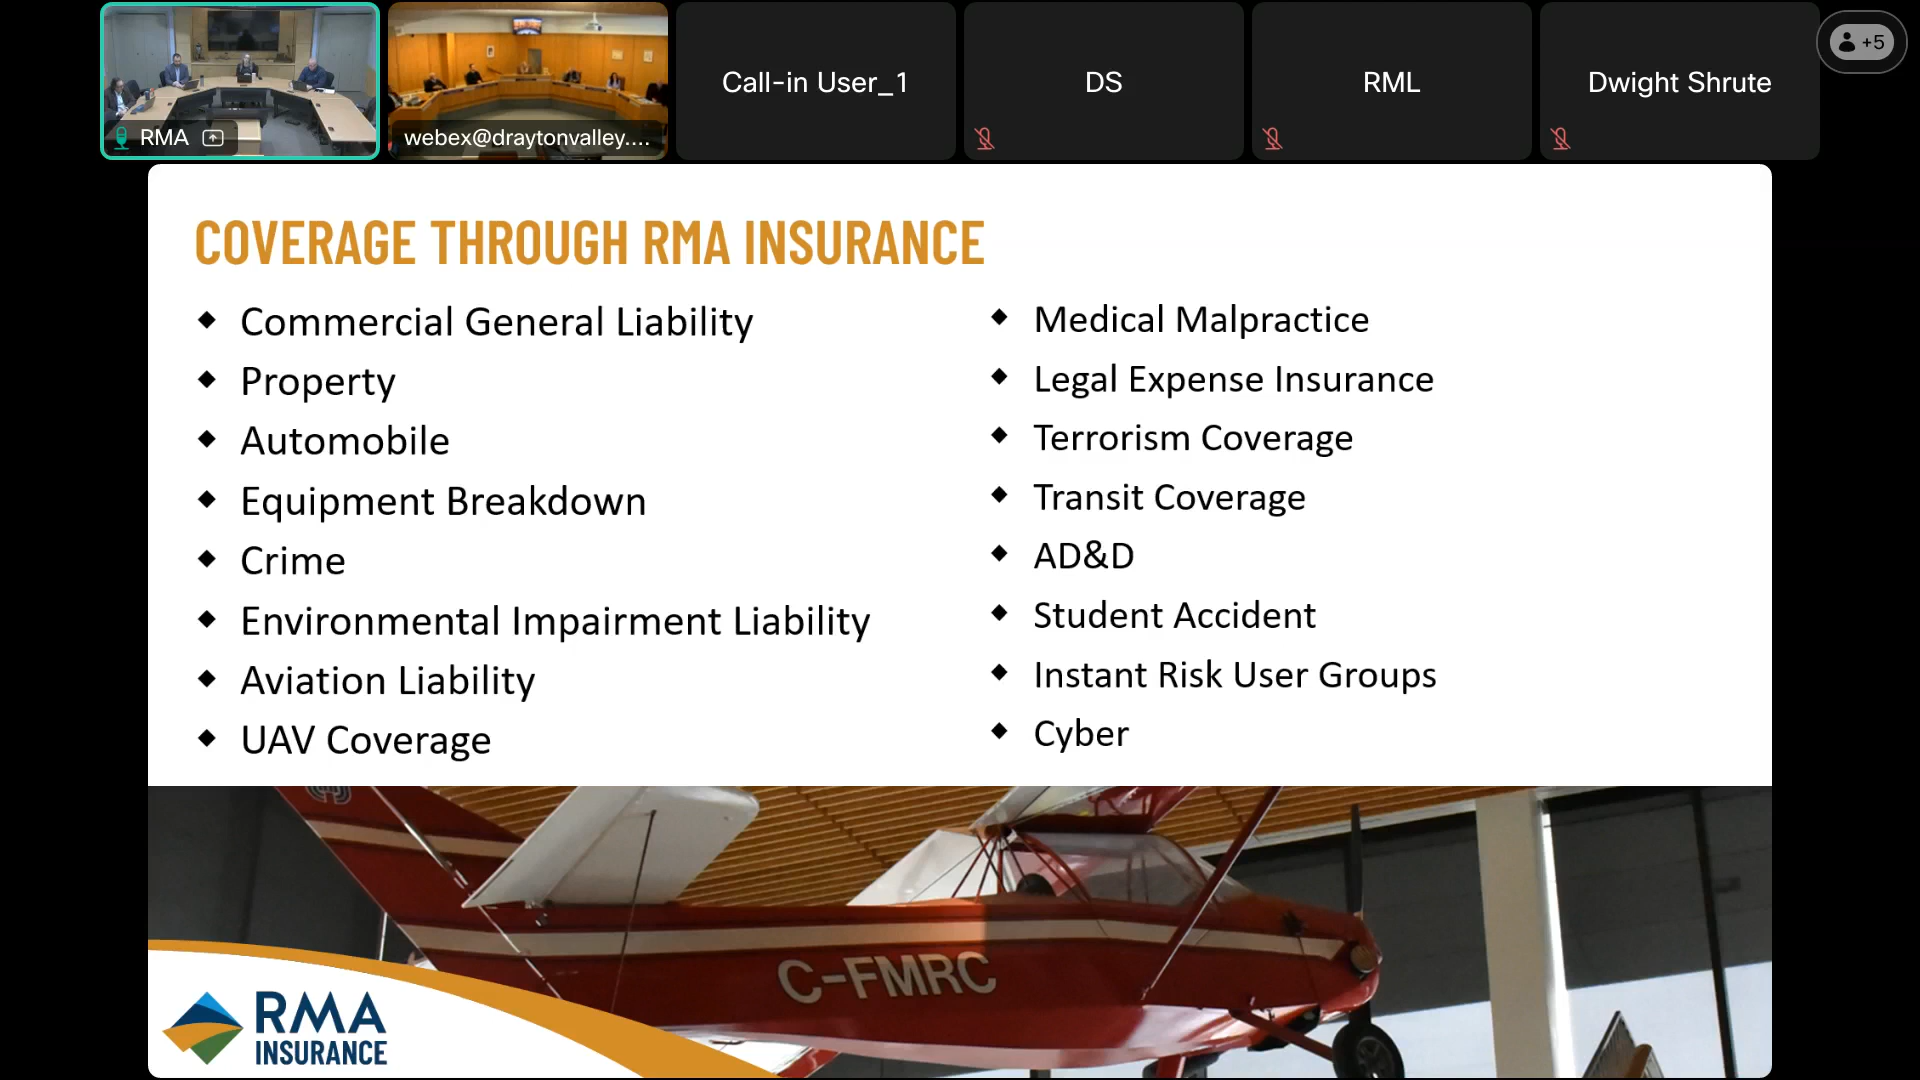 RMA
webex@draytonvalley....
Call-in User_1
DS
RML
Dwight Shrute
+5
COVERAGE THROUGH RMA INSURANCE
Commercial General Liability
Property
Automobile
Equipment Breakdown
Crime
Environmental Impairment Liability
Aviation Liability
UAV Coverage
Medical Malpractice
Legal Expense Insurance
Terrorism Coverage
Transit Coverage
AD&D
Student Accident
Instant Risk User Groups
Cyber
C-FMRC
RMA
INSURANCE